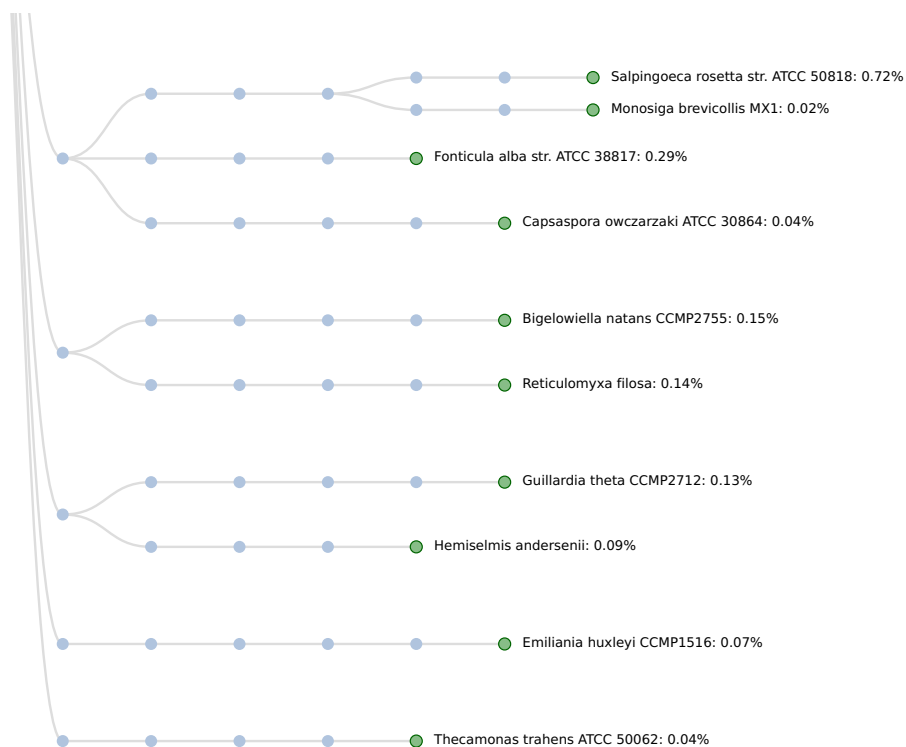 Salpingoeca rosetta str. ATCC 50818: 0.72%
Monosiga brevicollis MX1: 0.02%
Fonticula alba str. ATCC 38817: 0.29%
Capsaspora owczarzaki ATCC 30864: 0.04%
Bigelowiella natans CCMP2755: 0.15%
Reticulomyxa filosa: 0.14%
Guillardia theta CCMP2712: 0.13%
Hemiselmis andersenii: 0.09%
Emiliania huxleyi CCMP1516: 0.07%
Thecamonas trahens ATCC 50062: 0.04%